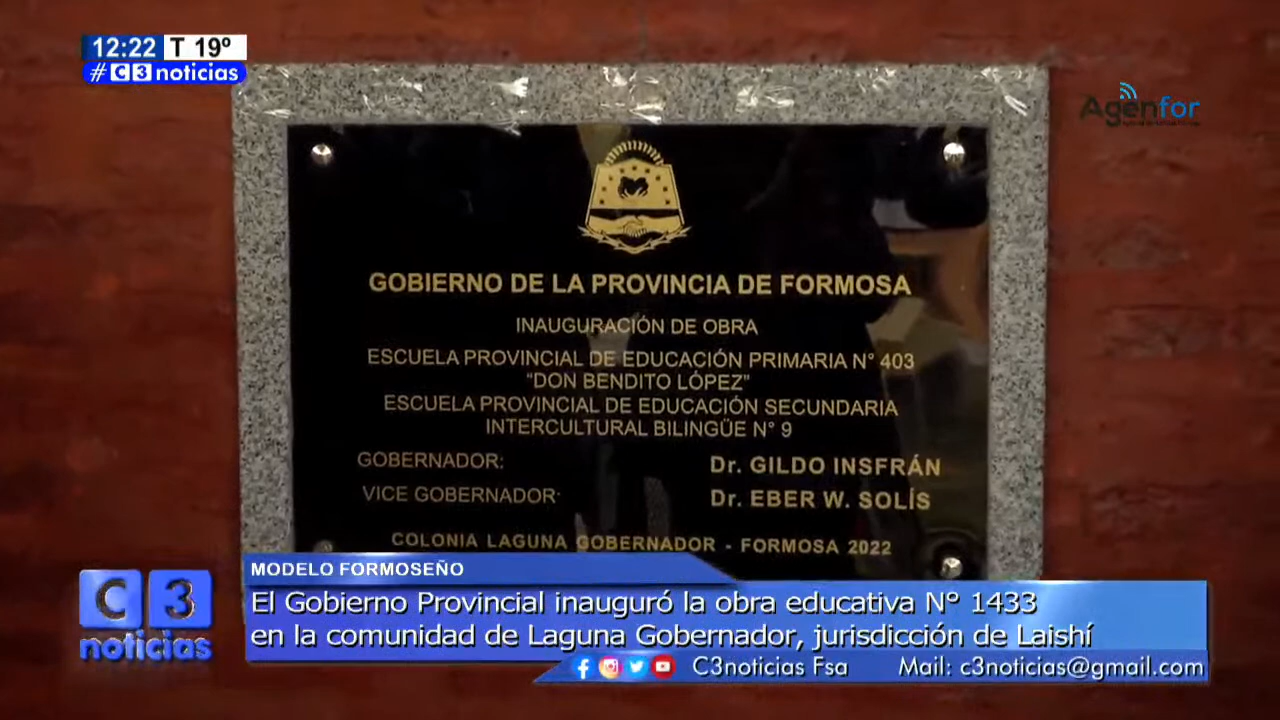 12:22 T 19º
#C3noticias
Agenfor
GOBIERNO DE LA PROVINCIA DE FORMOSA
INAUGURACIÓN DE OBRA
ESCUELA PROVINCIAL DE EDUCACIÓN PRIMARIA N° 403
"DON BENDITO LÓPEZ"
ESCUELA PROVINCIAL DE EDUCACIÓN SECUNDARIA
INTERCULTURAL BILINGÜE N° 9
GOBERNADOR: Dr. GILDO INSFRÁN
VICE GOBERNADOR: Dr. EBER W. SOLÍS
COLONIA LAGUNA GOBERNADOR - FORMOSA 2022
C3
noticias
MODELO FORMOSEÑO
El Gobierno Provincial inauguró la obra educativa N° 1433
en la comunidad de Laguna Gobernador, jurisdicción de Laishí
C3noticias Fsa Mail: c3noticias@gmail.com